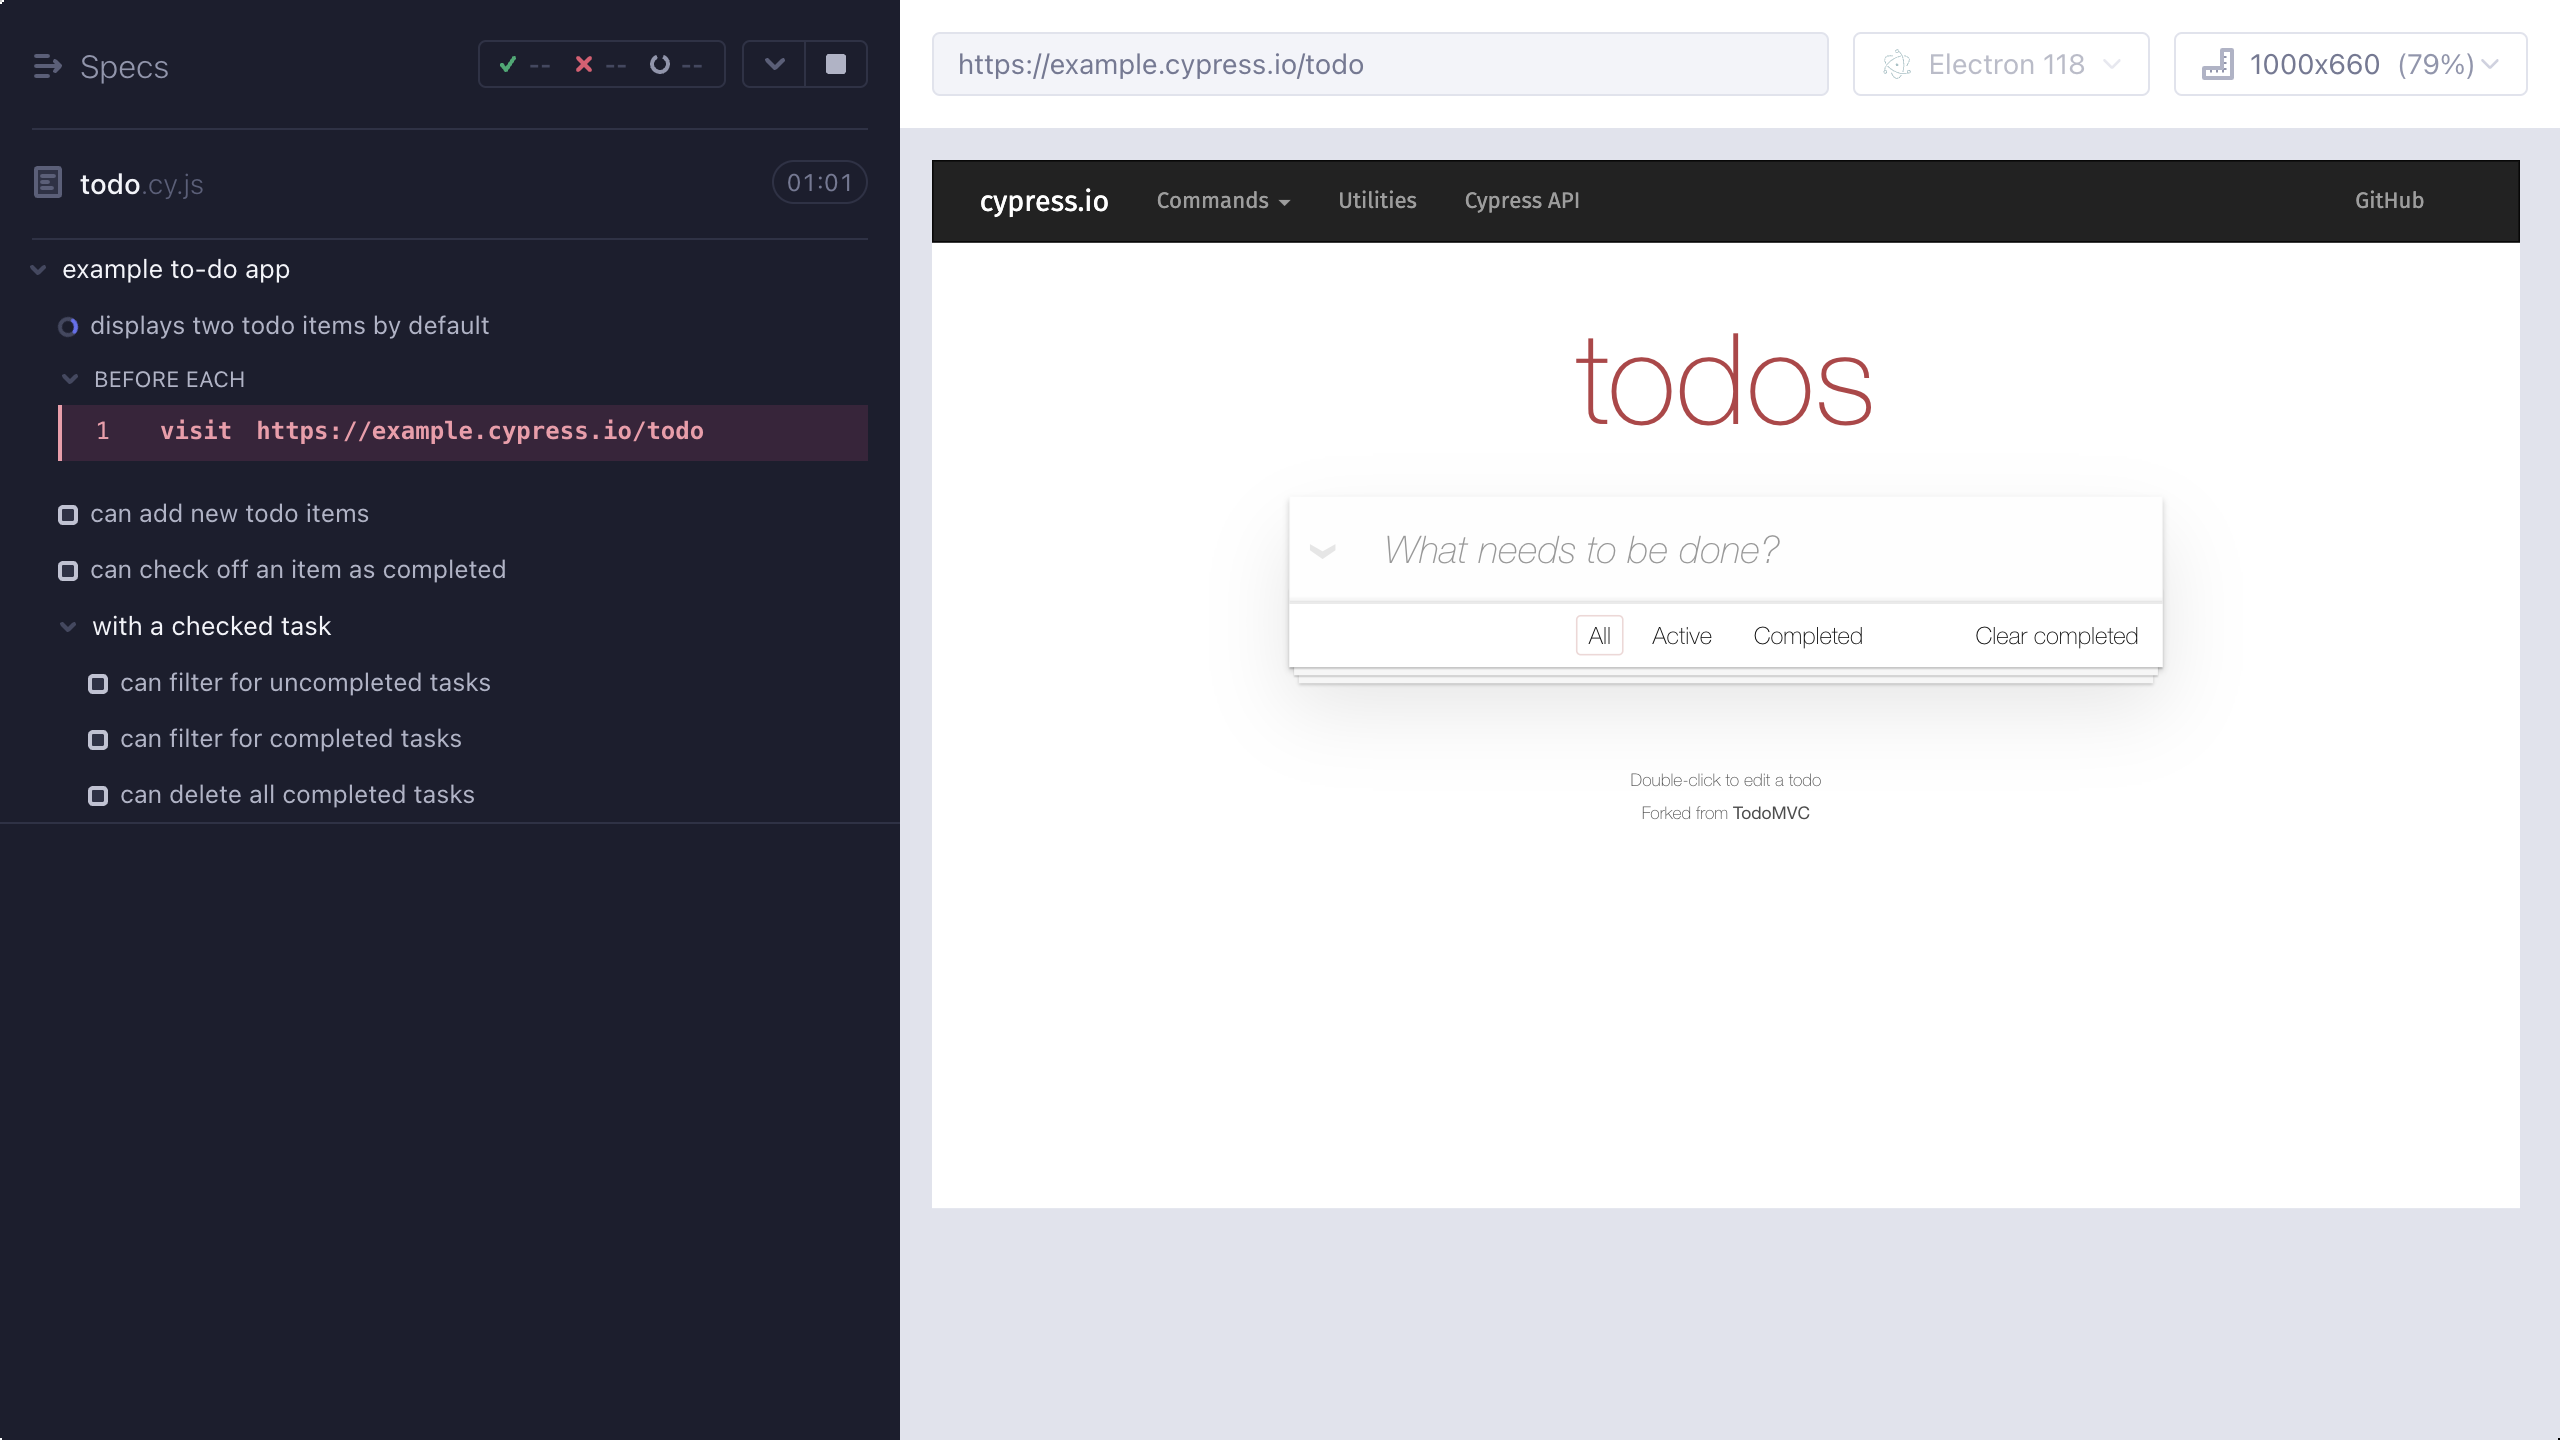 Specs
-- -- --
todo.cy.js
01:01
example to-do app
displays two todo items by default
BEFORE EACH
1 visit https://example.cypress.io/todo
can add new todo items
can check off an item as completed
with a checked task
can filter for uncompleted tasks
can filter for completed tasks
can delete all completed tasks
https://example.cypress.io/todo
Electron 118
1000x660 (79%)
cypress.io Commands Utilities Cypress API GitHub
todos
What needs to be done?
All Active Completed Clear completed
Double-click to edit a todo
Forked from TodoMVC